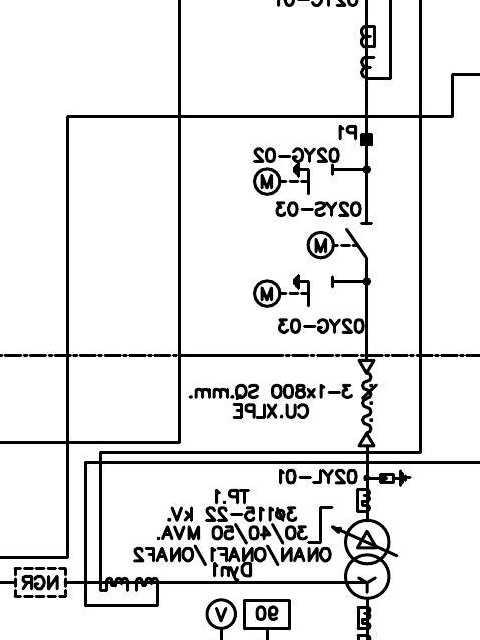 02YC-01
P1
02YG-02
M
02YS-03
M
M
02YG-03
3-1x800 SQ.mm.
CU.XLPE
02YL-01
TP.1
3ø115-22 kV.
30/40/50 MVA.
ONAN/ONAF1/ONAF2
Dyn1
NGR
V
90